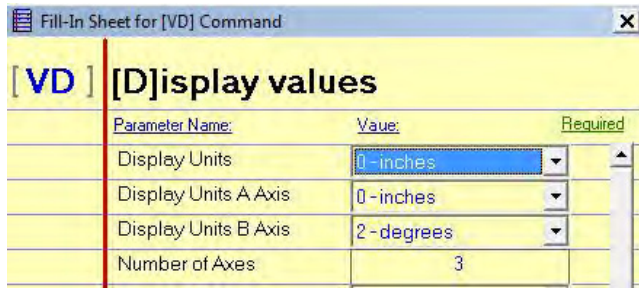 Fill-In Sheet for [VD] Command
[ VD ] [D]isplay values
Parameter Name: Vaue: Required
Display Units 0-inches
Display Units A Axis 0-inches
Display Units B Axis 2-degrees
Number of Axes 3